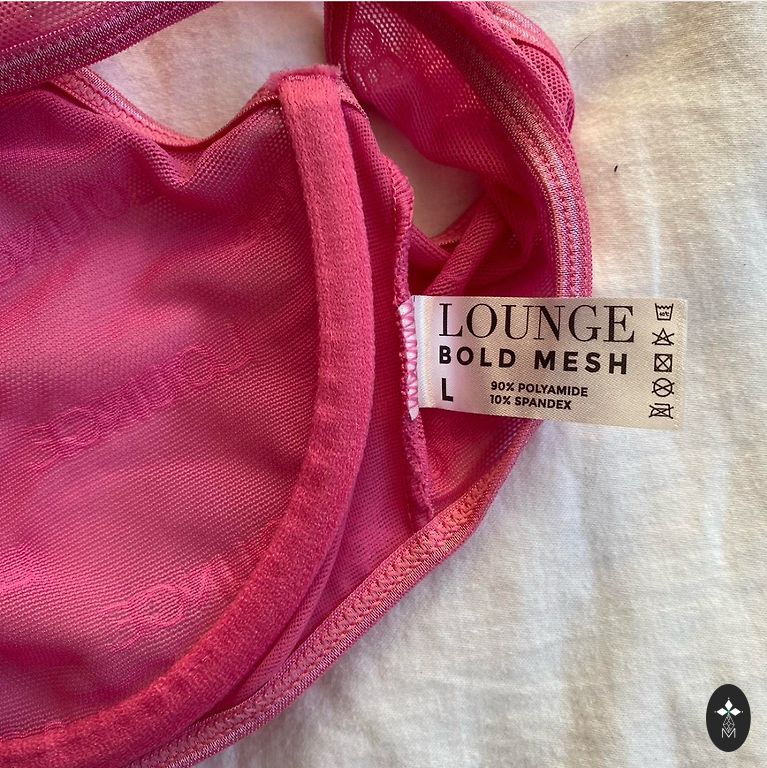 LOUNGE
BOLD MESH
L
90% POLYAMIDE
10% SPANDEX